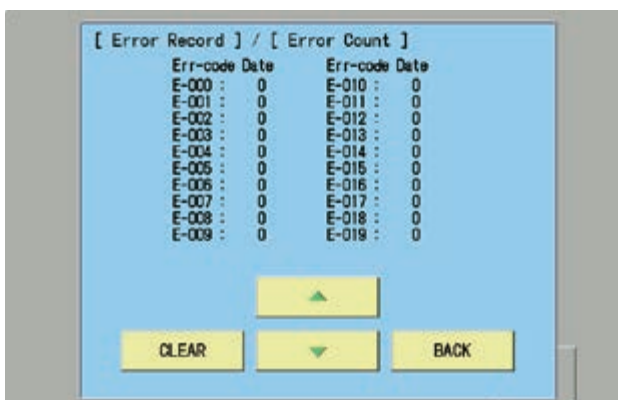 [ Error Record ] / [ Error Count ]
Err-code Date Err-code Date
E-000 : 0 E-010 : 0
E-001 : 0 E-011 : 0
E-002 : 0 E-012 : 0
E-003 : 0 E-013 : 0
E-004 : 0 E-014 : 0
E-005 : 0 E-015 : 0
E-006 : 0 E-016 : 0
E-007 : 0 E-017 : 0
E-008 : 0 E-018 : 0
E-009 : 0 E-019 : 0
CLEAR BACK